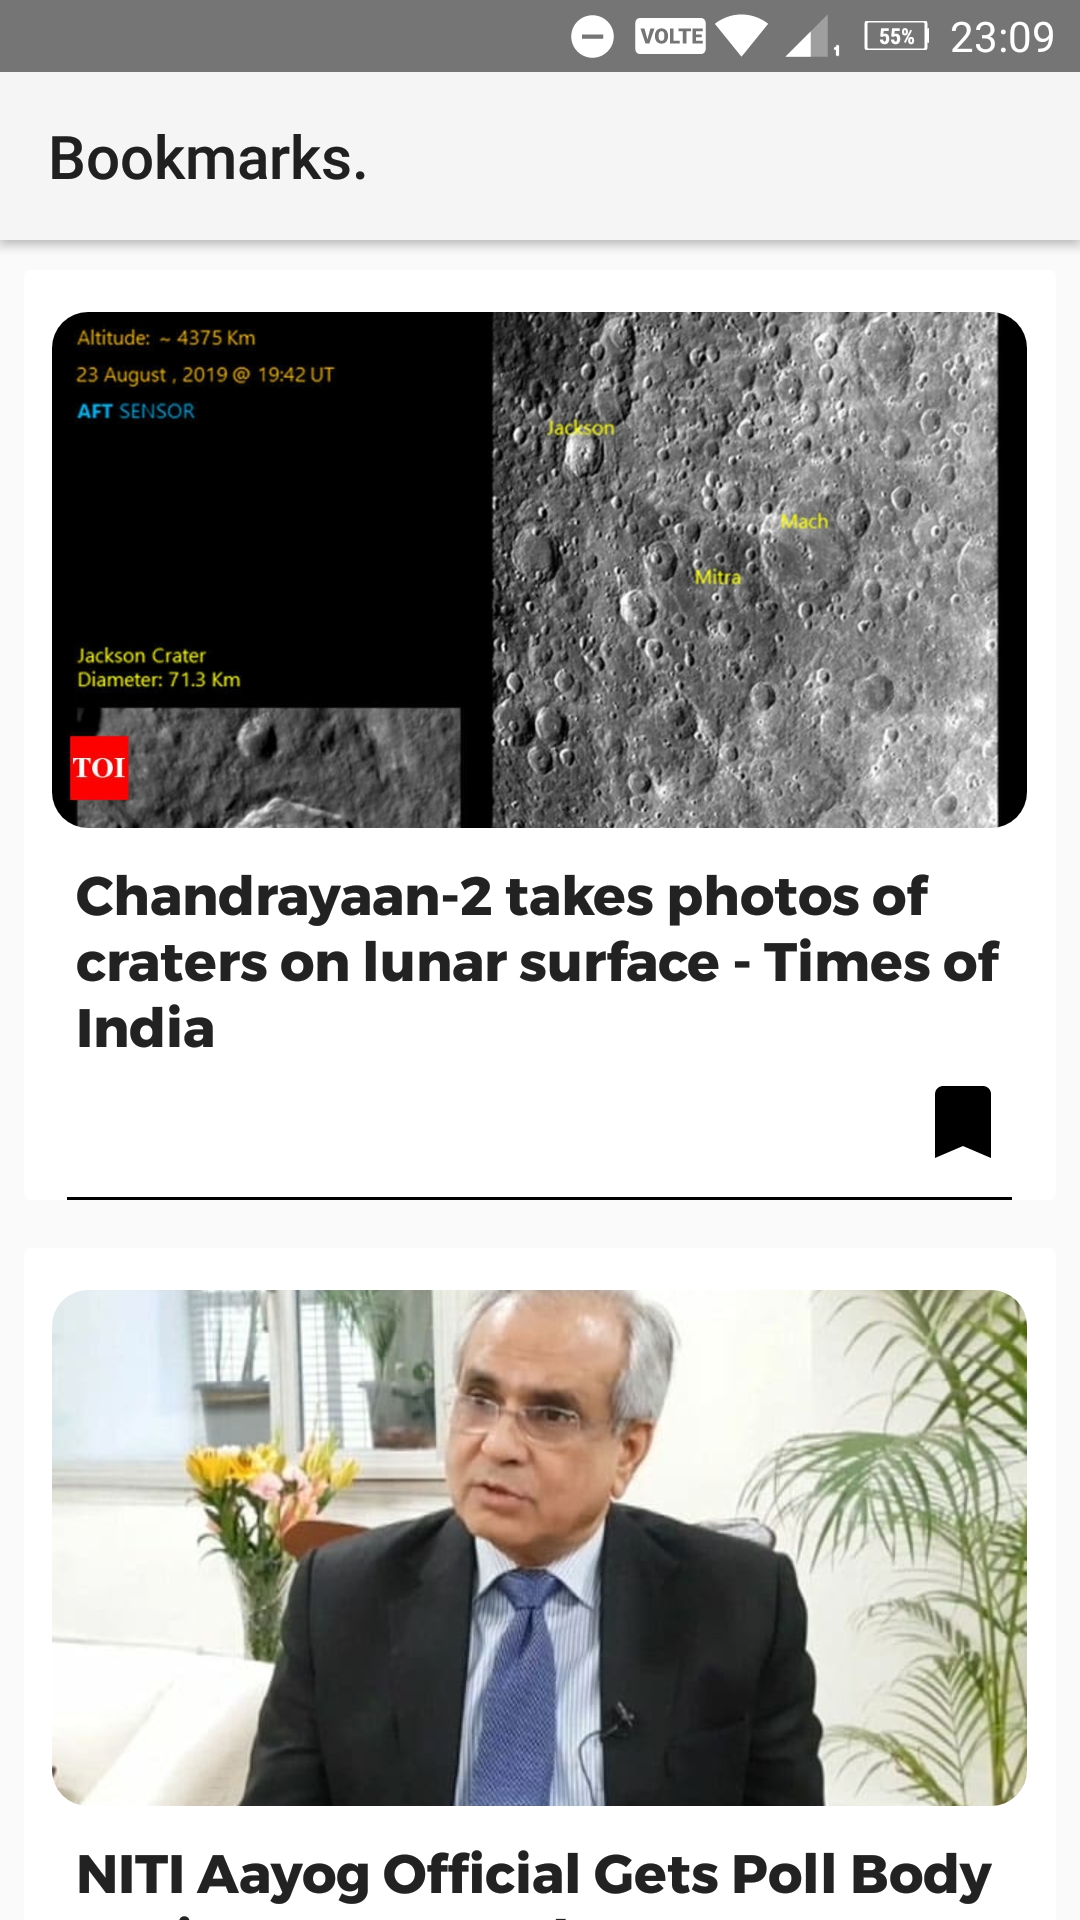 VOLTE 1 55% 23:09
Bookmarks.
Altitude: ~ 4375 Km
23 August , 2019 @ 19:42 UT
AFT SENSOR
Jackson
Mach
Mitra
Jackson Crater
Diameter: 71.3 Km
TOI
Chandrayaan-2 takes photos of
craters on lunar surface - Times of
India
NITI Aayog Official Gets Poll Body